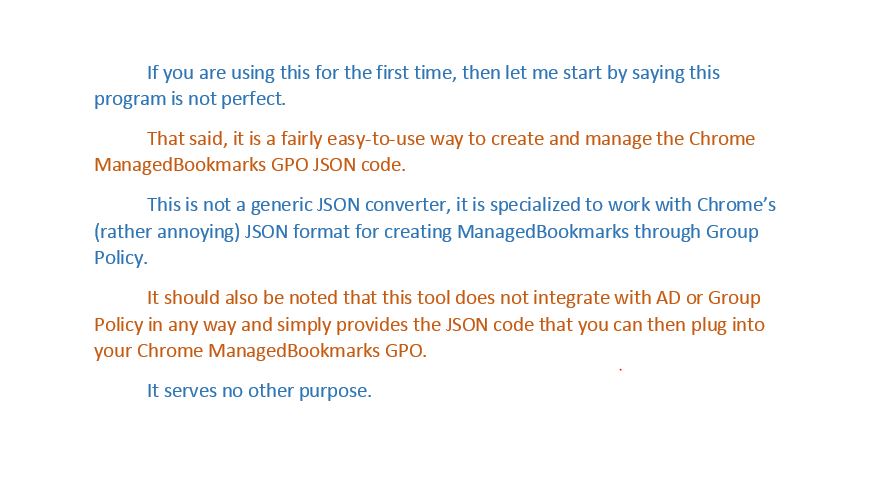 If you are using this for the first time, then let me start by saying this
program is not perfect.
That said, it is a fairly easy-to-use way to create and manage the Chrome
ManagedBookmarks GPO JSON code.
This is not a generic JSON converter, it is specialized to work with Chrome’s
(rather annoying) JSON format for creating ManagedBookmarks through Group
Policy.
It should also be noted that this tool does not integrate with AD or Group
Policy in any way and simply provides the JSON code that you can then plug into
your Chrome ManagedBookmarks GPO.
It serves no other purpose.